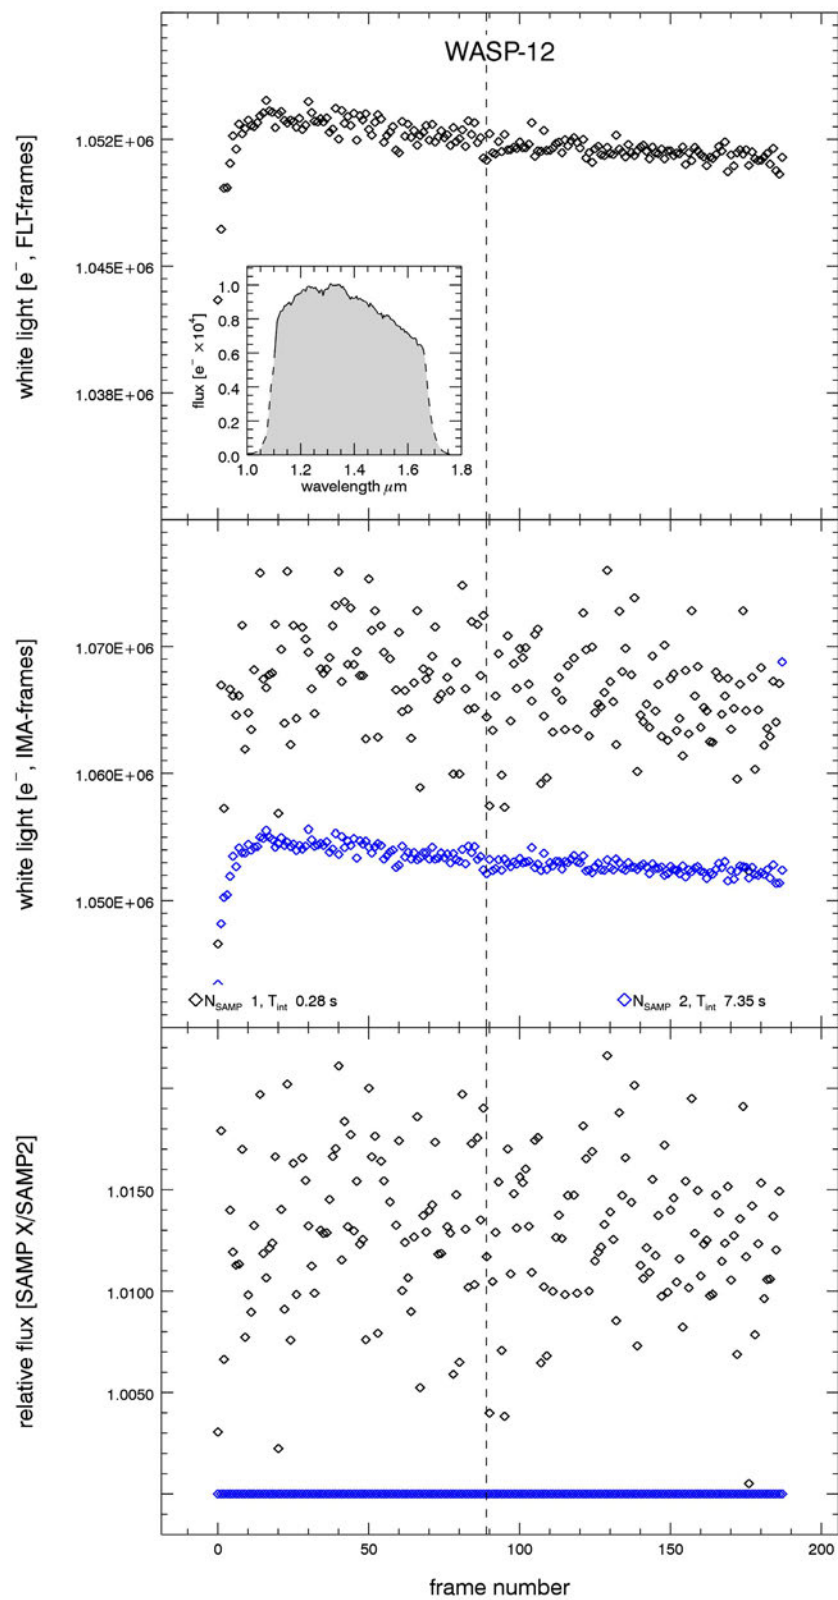 WASP-12
white light [e⁻, FLT-frames]
1.052E+06
1.045E+06
1.038E+06
flux [e⁻ ×10⁴]
1.0
0.8
0.6
0.4
0.2
0.0
1.0 1.2 1.4 1.6 1.8
wavelength μm
white light [e⁻, IMA-frames]
1.070E+06
1.060E+06
1.050E+06
N_SAMP 1, T_int 0.28 s
N_SAMP 2, T_int 7.35 s
relative flux [SAMP X/SAMP2]
1.0150
1.0100
1.0050
0 50 100 150 200
frame number